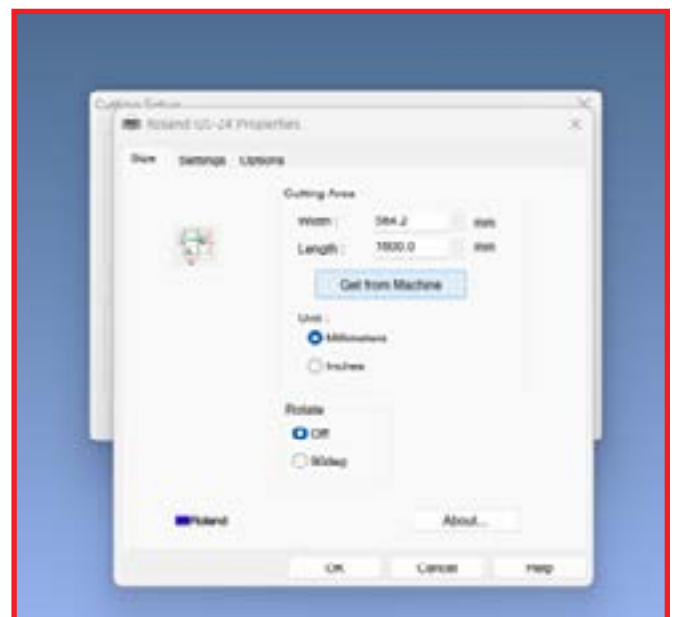 Cutting Setup
Roland GS-24 Properties
Size Settings Options
Cutting Area
Width : 584.2 mm
Length : 1600.0 mm
Get from Machine
Unit :
Millimeters
Inches
Rotate
Off
90deg
Roland
About...
OK Cancel Help